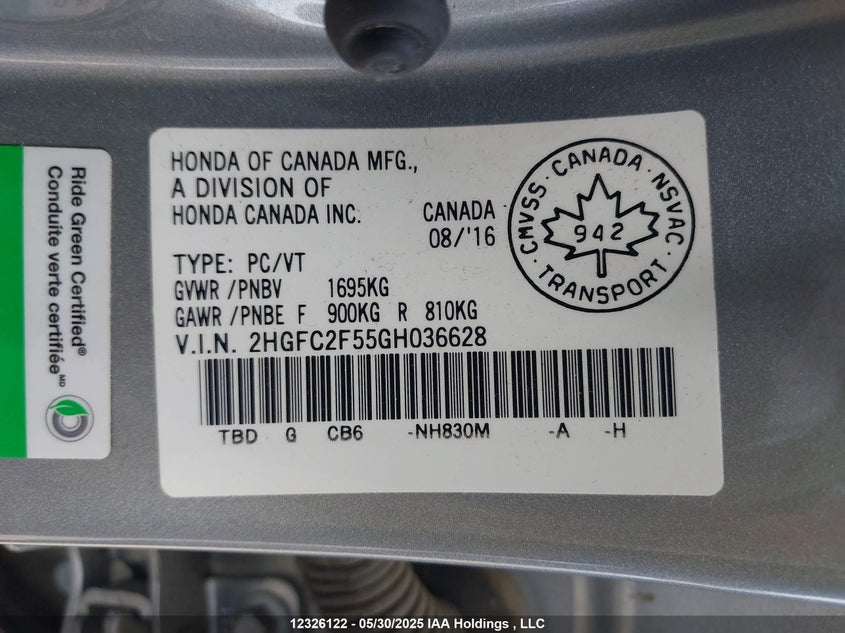 HONDA OF CANADA MFG.,
A DIVISION OF
HONDA CANADA INC. CANADA
08/'16
TYPE: PC/VT
GVWR /PNBV 1695KG
GAWR /PNBE F 900KG R 810KG
V.I.N. 2HGFC2F55GH036628
TBD G CB6 -NH830M -A -H
CMVSS · CANADA · NSVAC · TRANSPORT ·
942
Ride Green Certified®
Conduite verte certifiée MD
12326122 - 05/30/2025 IAA Holdings , LLC